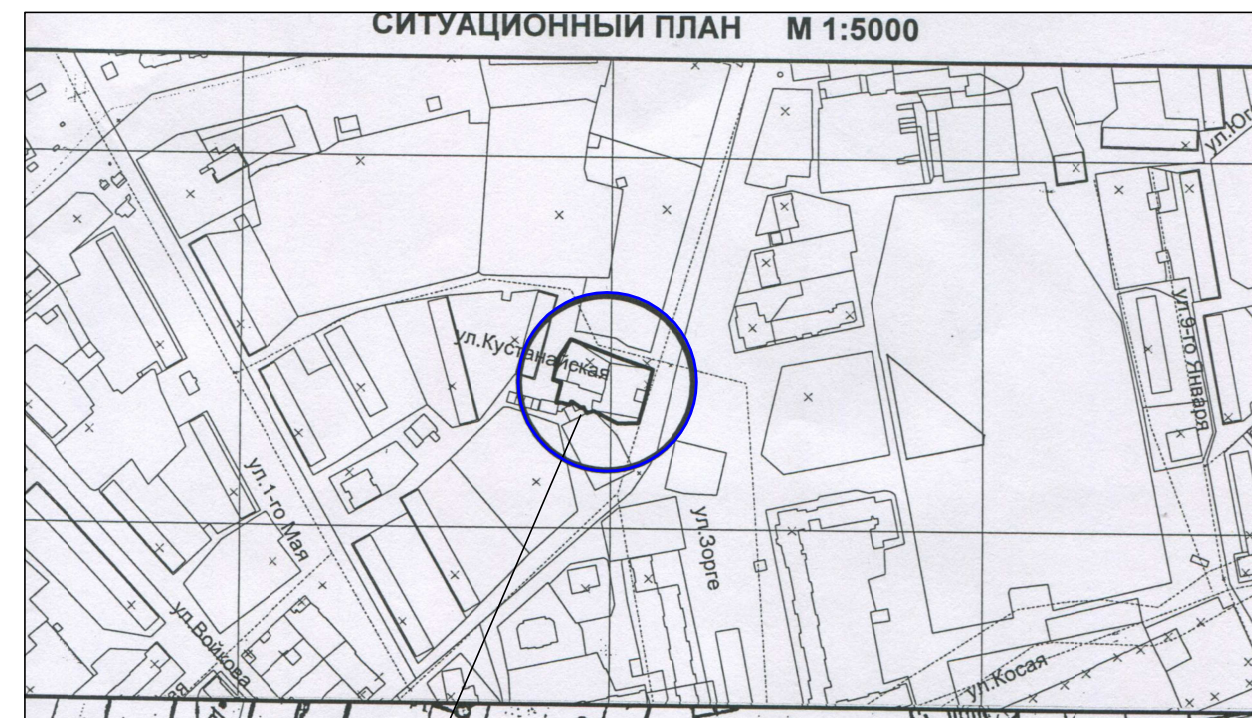 СИТУАЦИОННЫЙ ПЛАН М 1:5000
ул.Кустанайская
ул.9-го Января
ул.1-го Мая
ул.Зорге
ул.Войкова
ул.Косая